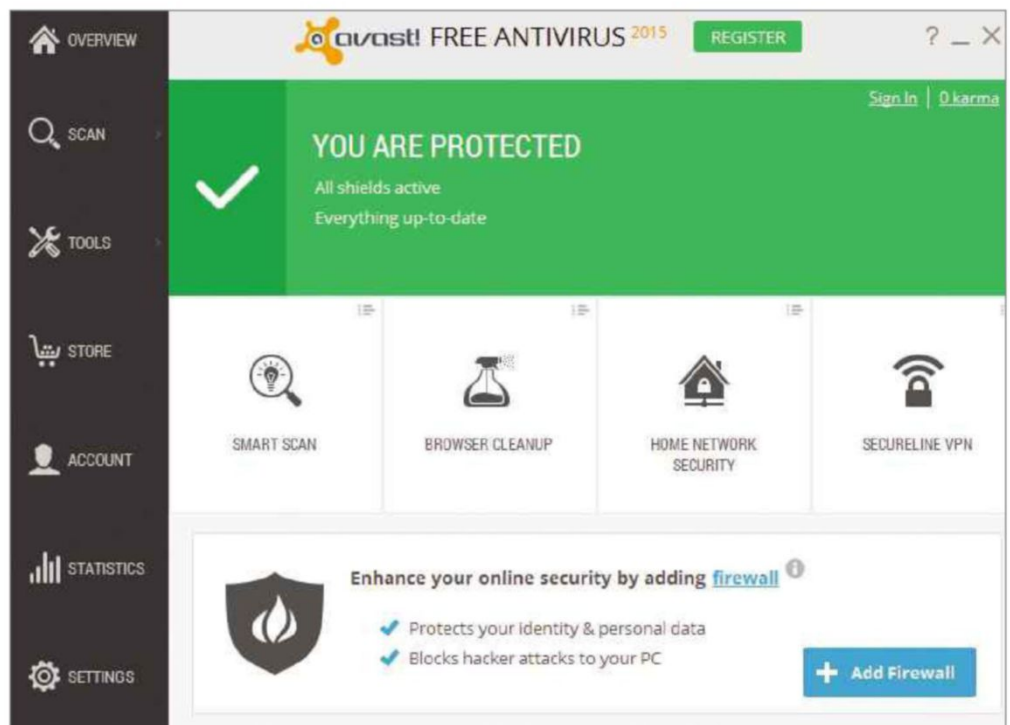 OVERVIEW
SCAN
TOOLS
STORE
ACCOUNT
STATISTICS
SETTINGS
avast! FREE ANTIVIRUS 2015 REGISTER ?
Sign In | 0 karma
YOU ARE PROTECTED
All shields active
Everything up-to-date
SMART SCAN
BROWSER CLEANUP
HOME NETWORK
SECURITY
SECURELINE VPN
Enhance your online security by adding firewall
Protects your identity & personal data
Blocks hacker attacks to your PC
+ Add Firewall